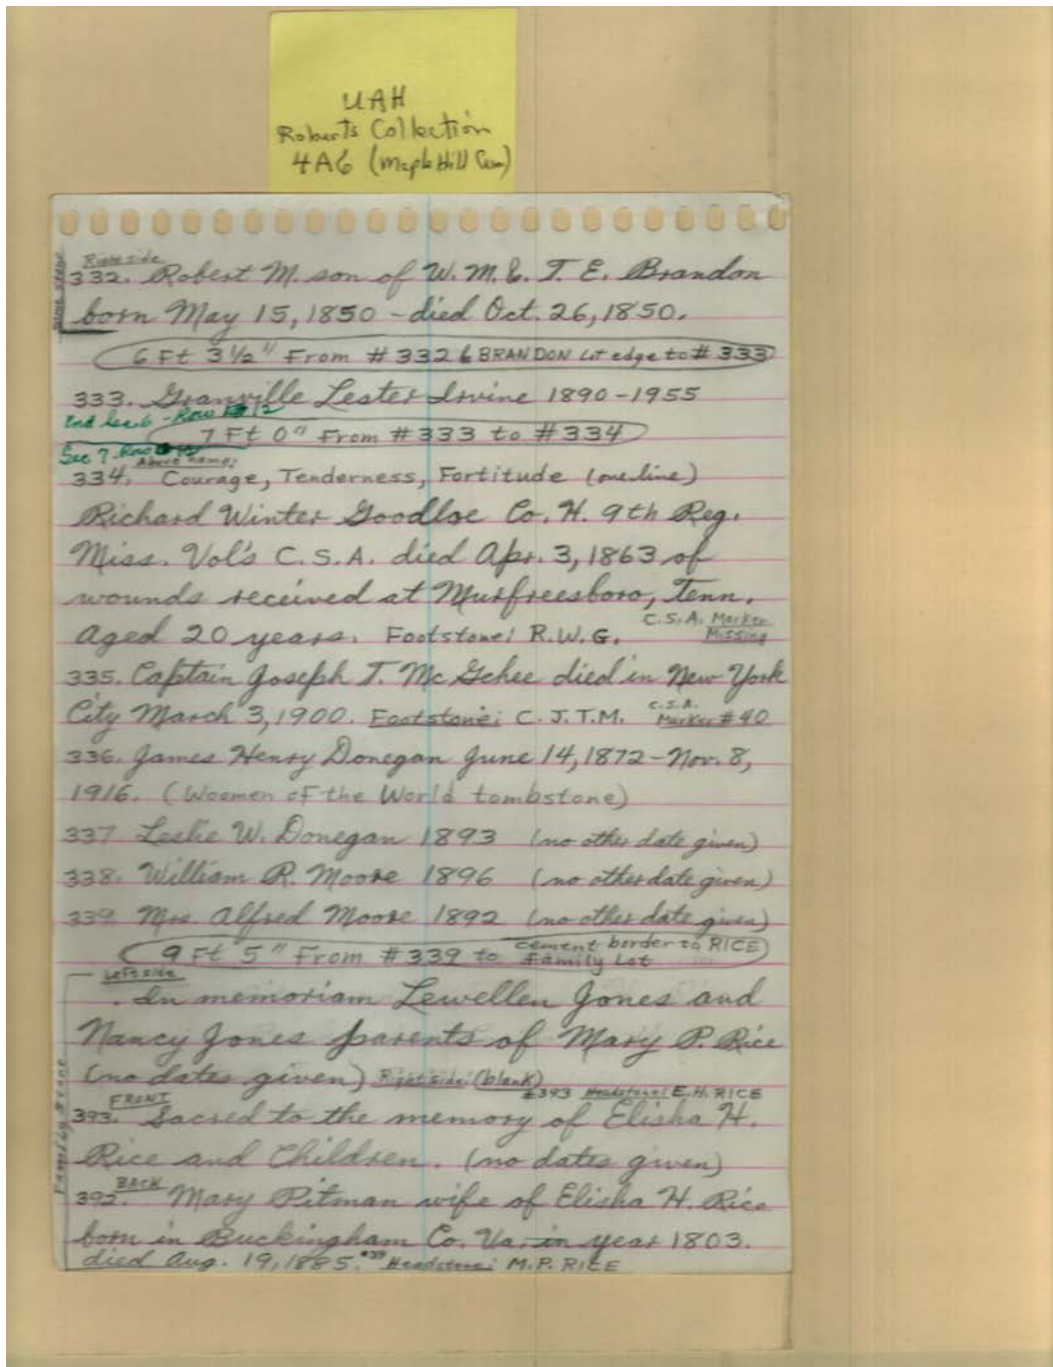 UAH
Roberts Collection
4A6 (Maple Hill Cem)
Right side
332. Robert M. son of W. M. & T. E. Brandon
born May 15, 1850 - died Oct. 26, 1850.
6 Ft 3 1/2" From # 332 & BRANDON Lot edge to # 333
333. Granville Lester Irvine 1890-1955
End Sec 6 - Row 12
7 Ft 0" From # 333 to # 334
Sec 7. Row
Above name:
334. Courage, Tenderness, Fortitude (one line)
Richard Winter Goodloe Co. H. 9th Reg.
Miss. Vol's C.S.A. died Apr. 3, 1863 of
wounds received at Murfreesboro, Tenn.
C.S.A. Marker Missing
aged 20 years. Footstone: R.W.G.
335. Captain Joseph T. McGehee died in New York
City March 3, 1900. Footstone: C. J.T.M. C.S.A. Marker # 40
336. James Henry Donegan June 14, 1872 - Nov. 8,
1916. (Woomen of the World tombstone)
337. Leslie W. Donegan 1893 (no other date given)
338. William R. Moore 1896 (no other date given)
339. Mrs Alfred Moore 1892 (no other date given)
9 Ft 5" From # 339 to cement border to RICE Family Lot
Left side
. In memoriam Lewellen Jones and
Nancy Jones parents of Mary P. Rice
(no dates given) Right side: (blank)
#393 Headstone: E. H. RICE
FRONT
393. Sacred to the memory of Elisha H.
Rice and Children. (no dates given)
BACK
392. Mary Pitman wife of Elisha H. Rice
born in Buckingham Co. Va. in year 1803.
died Aug. 19, 1885. Headstone: M.P. RICE